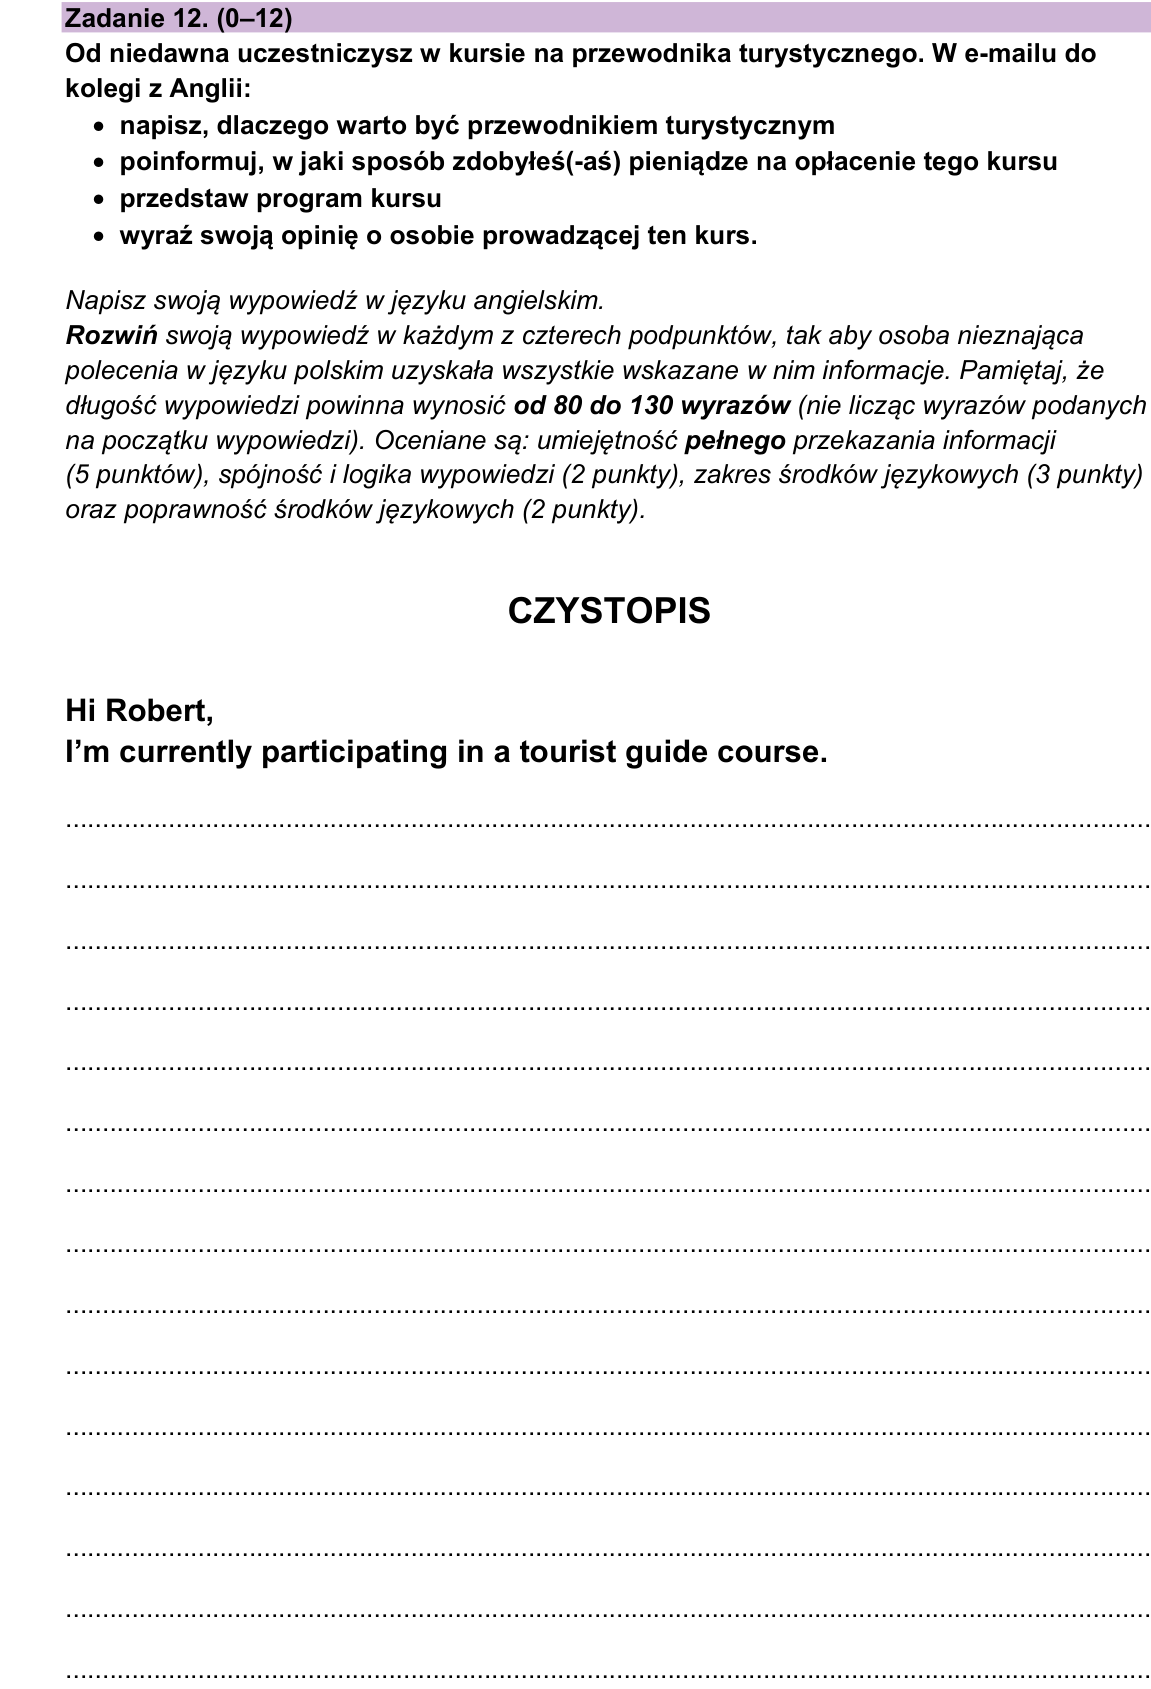 Zadanie 12. (0–12)
Od niedawna uczestniczysz w kursie na przewodnika turystycznego. W e-mailu do
kolegi z Anglii:
• napisz, dlaczego warto być przewodnikiem turystycznym
• poinformuj, w jaki sposób zdobyłeś(-aś) pieniądze na opłacenie tego kursu
• przedstaw program kursu
• wyraź swoją opinię o osobie prowadzącej ten kurs.
Napisz swoją wypowiedź w języku angielskim.
Rozwiń swoją wypowiedź w każdym z czterech podpunktów, tak aby osoba nieznająca
polecenia w języku polskim uzyskała wszystkie wskazane w nim informacje. Pamiętaj, że
długość wypowiedzi powinna wynosić od 80 do 130 wyrazów (nie licząc wyrazów podanych
na początku wypowiedzi). Oceniane są: umiejętność pełnego przekazania informacji
(5 punktów), spójność i logika wypowiedzi (2 punkty), zakres środków językowych (3 punkty)
oraz poprawność środków językowych (2 punkty).
CZYSTOPIS
Hi Robert,
I’m currently participating in a tourist guide course.